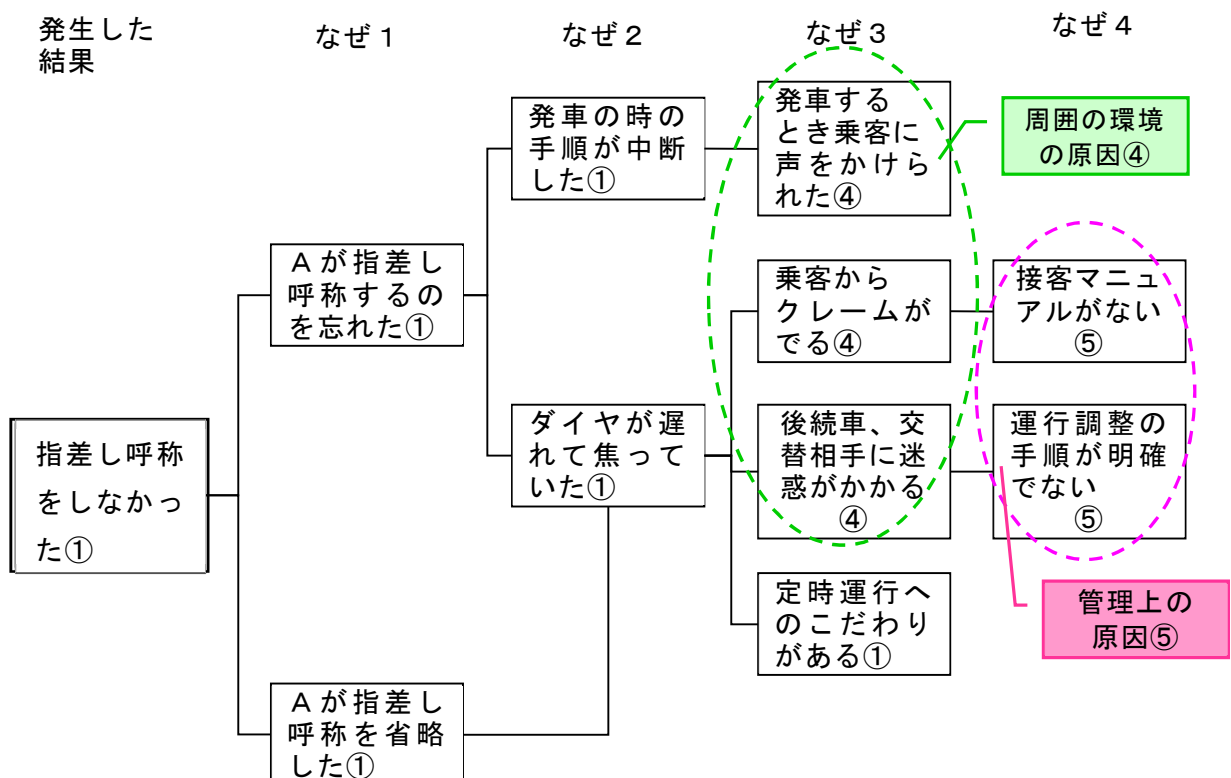 発生した
結果
なぜ１
なぜ２
なぜ３
なぜ４
指差し呼称
をしなかっ
た①
Ａが指差し
呼称するの
を忘れた①
Ａが指差し
呼称を省略
した①
発車の時の
手順が中断
した①
ダイヤが遅
れて焦って
いた①
発車する
とき乗客に
声をかけら
れた④
乗客から
クレームが
でる④
後続車、交
替相手に迷
惑がかかる
④
定時運行へ
のこだわり
がある①
周囲の環境
の原因④
接客マニュ
アルがない
⑤
運行調整の
手順が明確
でない
⑤
管理上の
原因⑤